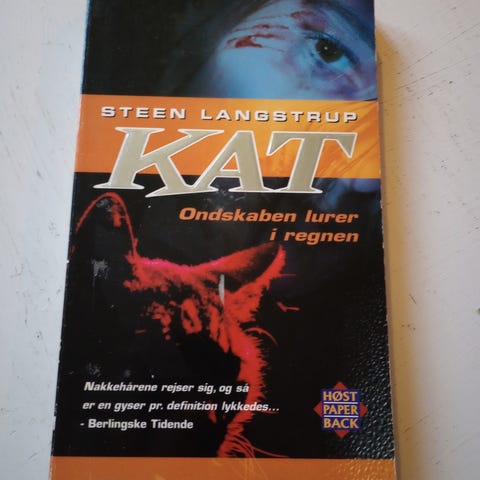 STEEN LANGSTRUP
KAT
Ondskaben lurer
i regnen
Nakkehårene rejser sig, og så
er en gyser pr. definition lykkedes...
- Berlingske Tidende
HØST
PAPER
BACK